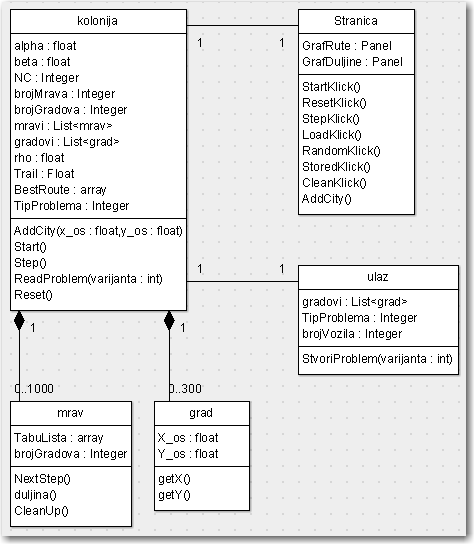 kolonija
alpha : float
beta : float
NC : Integer
brojMrava : Integer
brojGradova : Integer
mravi : List<mrav>
gradovi : List<grad>
rho : float
Trail : Float
BestRoute : array
TipProblema : Integer
AddCity(x_os : float,y_os : float)
Start()
Step()
ReadProblem(varijanta : int)
Reset()
1
1
Stranica
GrafRute : Panel
GrafDuljine : Panel
StartKlick()
ResetKlick()
StepKlick()
LoadKlick()
RandomKlick()
StoredKlick()
CleanKlick()
AddCity()
1
1
ulaz
gradovi : List<grad>
TipProblema : Integer
brojVozila : Integer
StvoriProblem(varijanta : int)
1
1
0..1000
0..300
mrav
TabuLista : array
brojGradova : Integer
NextStep()
duljina()
CleanUp()
grad
X_os : float
Y_os : float
getX()
getY()